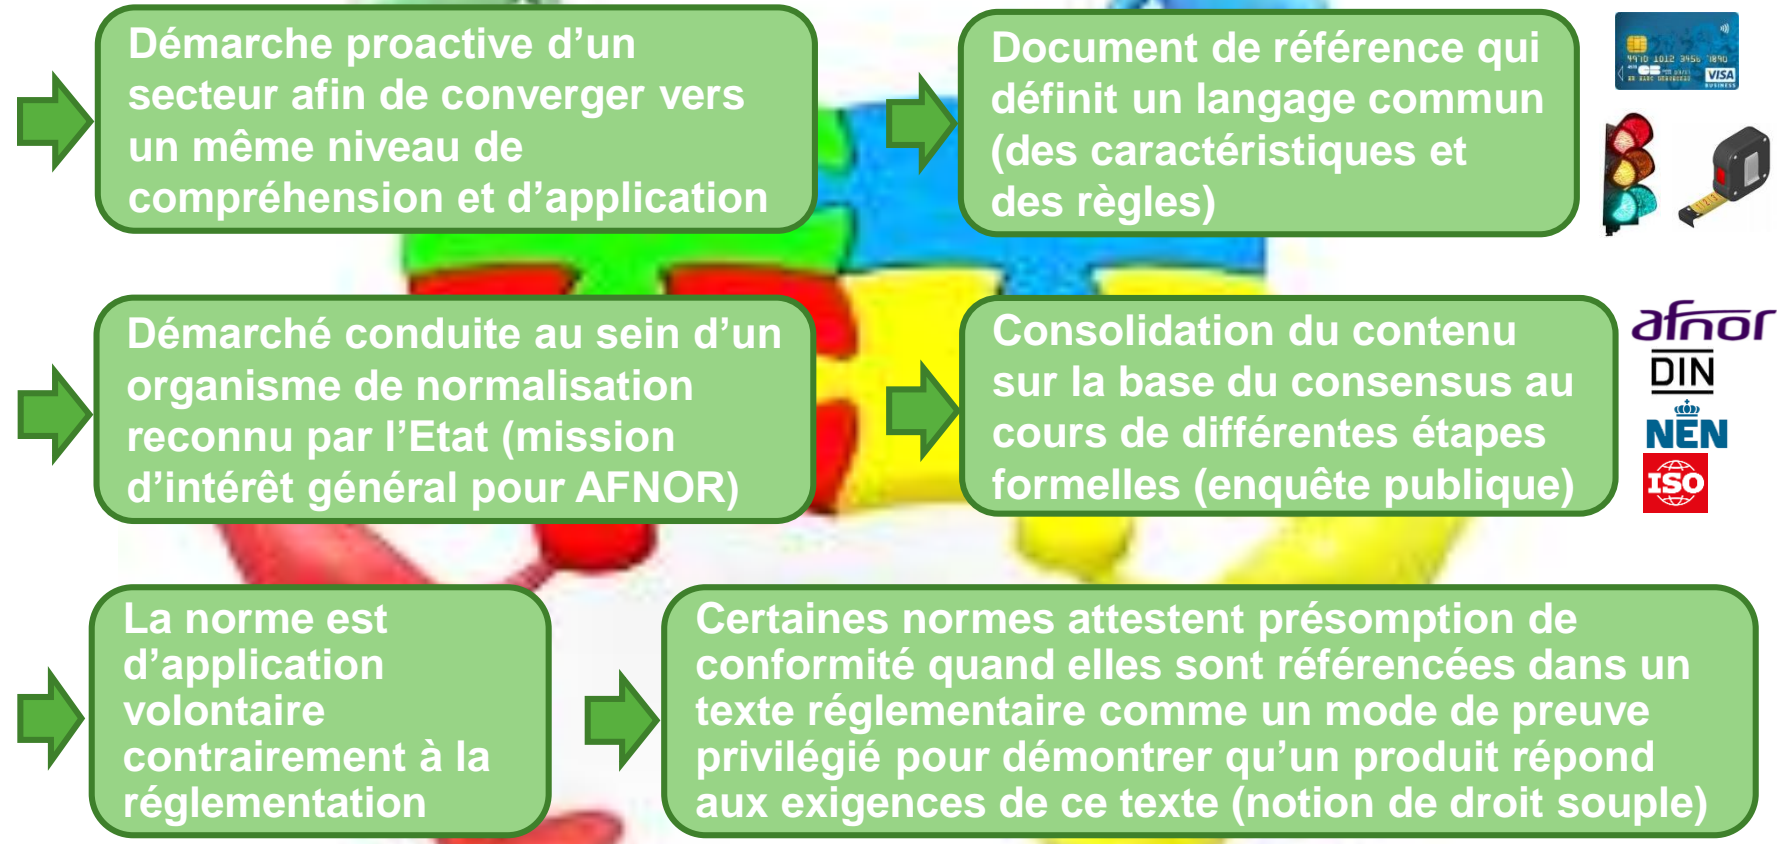 Démarche proactive d’un
secteur afin de converger vers
un même niveau de
compréhension et d’application
Document de référence qui
définit un langage commun
(des caractéristiques et
des règles)
VISA
BUSINESS
Démarché conduite au sein d’un
organisme de normalisation
reconnu par l’Etat (mission
d’intérêt général pour AFNOR)
Consolidation du contenu
sur la base du consensus au
cours de différentes étapes
formelles (enquête publique)
afnor
DIN
NEN
ISO
La norme est
d’application
volontaire
contrairement à la
réglementation
Certaines normes attestent présomption de
conformité quand elles sont référencées dans un
texte réglementaire comme un mode de preuve
privilégié pour démontrer qu’un produit répond
aux exigences de ce texte (notion de droit souple)